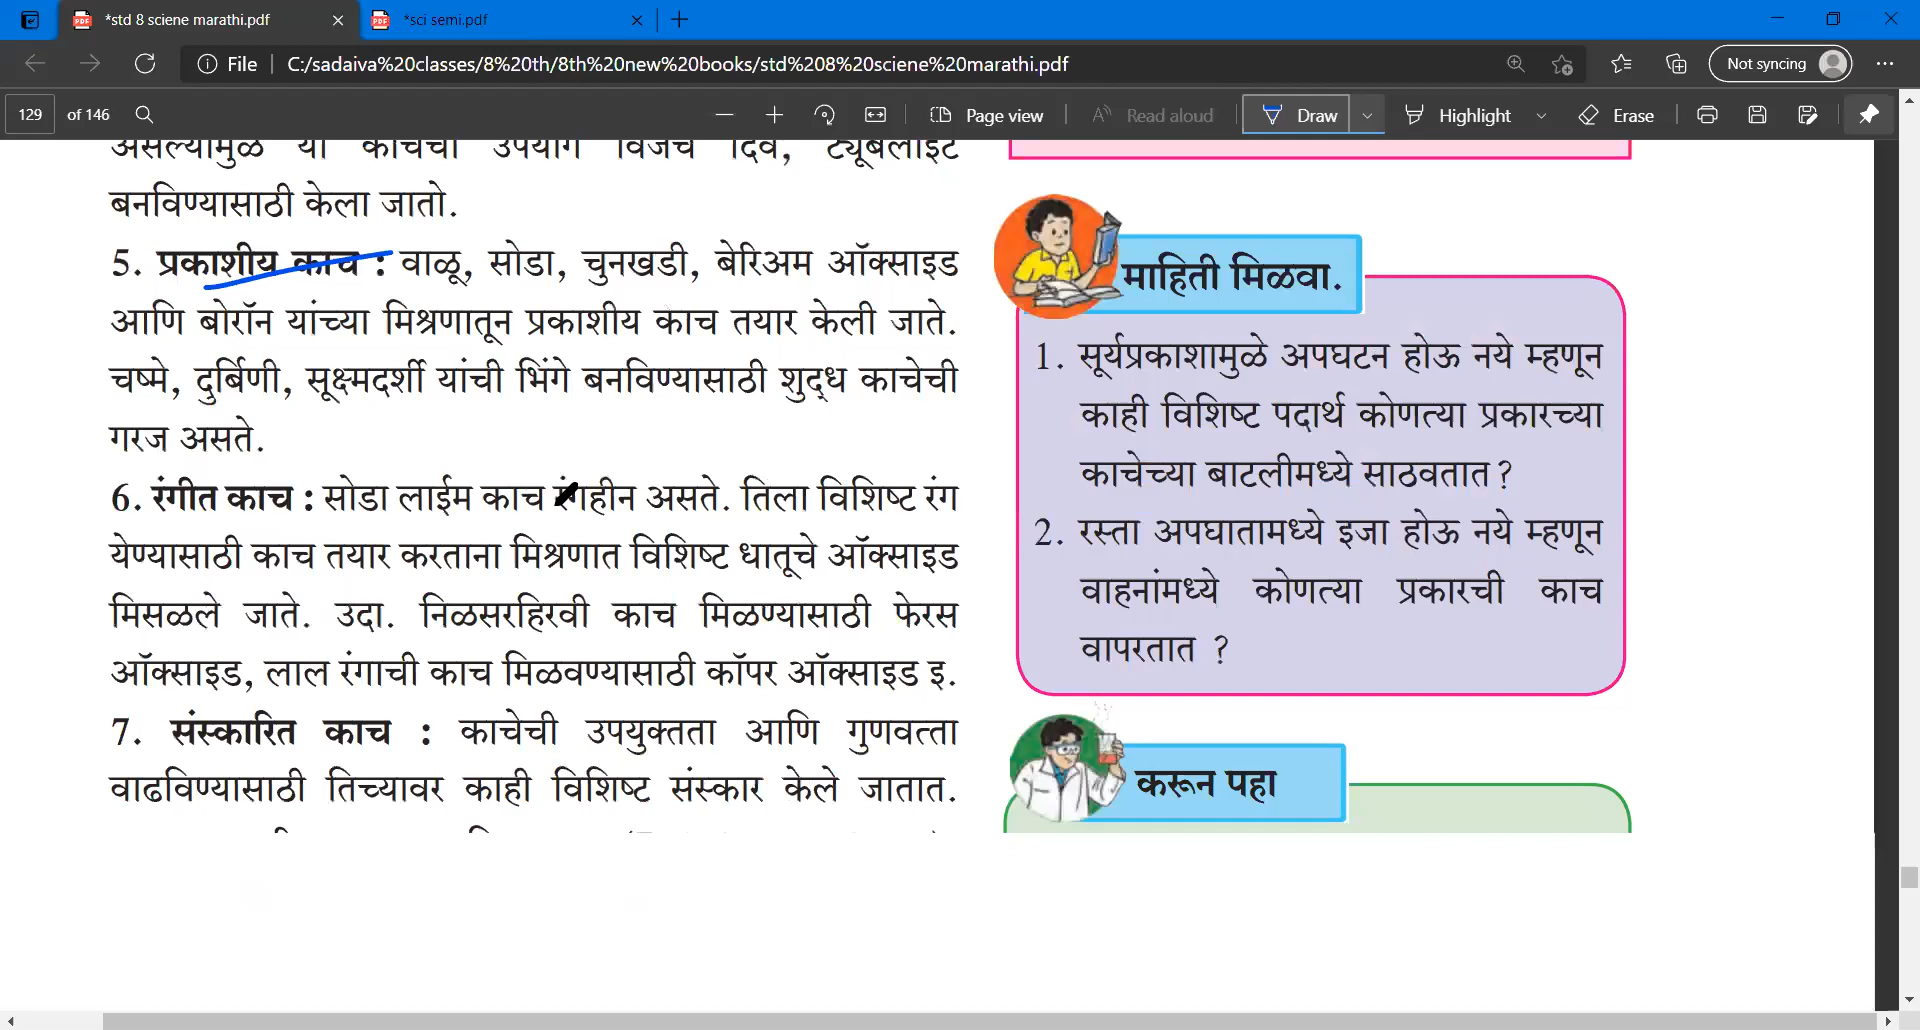 *std 8 sciene marathi.pdf
*sci semi.pdf
File
C:/sadaiva%20classes/8%20th/8th%20new%20books/std%208%20sciene%20marathi.pdf
Not syncing
129 of 146
Page view
Read aloud
Draw
Highlight
Erase
असल्यामुळे या काचेचा उपयोग विजेचे दिवे, ट्यूबलाईट
बनविण्यासाठी केला जातो.
5. प्रकाशीय काच : वाळू, सोडा, चुनखडी, बेरिअम ऑक्साइड
आणि बोरॉन यांच्या मिश्रणातून प्रकाशीय काच तयार केली जाते.
चष्मे, दुर्बिणी, सूक्ष्मदर्शी यांची भिंगे बनविण्यासाठी शुद्ध काचेची
गरज असते.
6. रंगीत काच : सोडा लाईम काच रंगहीन असते. तिला विशिष्ट रंग
येण्यासाठी काच तयार करताना मिश्रणात विशिष्ट धातूचे ऑक्साइड
मिसळले जाते. उदा. निळसरहिरवी काच मिळण्यासाठी फेरस
ऑक्साइड, लाल रंगाची काच मिळवण्यासाठी कॉपर ऑक्साइड इ.
7. संस्कारित काच : काचेची उपयुक्तता आणि गुणवत्ता
वाढविण्यासाठी तिच्यावर काही विशिष्ट संस्कार केले जातात.
माहिती मिळवा.
1. सूर्यप्रकाशामुळे अपघटन होऊ नये म्हणून
काही विशिष्ट पदार्थ कोणत्या प्रकारच्या
काचेच्या बाटलीमध्ये साठवतात ?
2. रस्ता अपघातामध्ये इजा होऊ नये म्हणून
वाहनांमध्ये कोणत्या प्रकारची काच
वापरतात ?
करून पहा